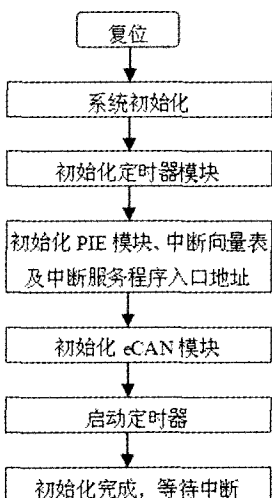 复位
系统初始化
初始化定时器模块
初始化 PIE 模块、中断向量表
及中断服务程序入口地址
初始化 eCAN 模块
启动定时器
初始化完成，等待中断